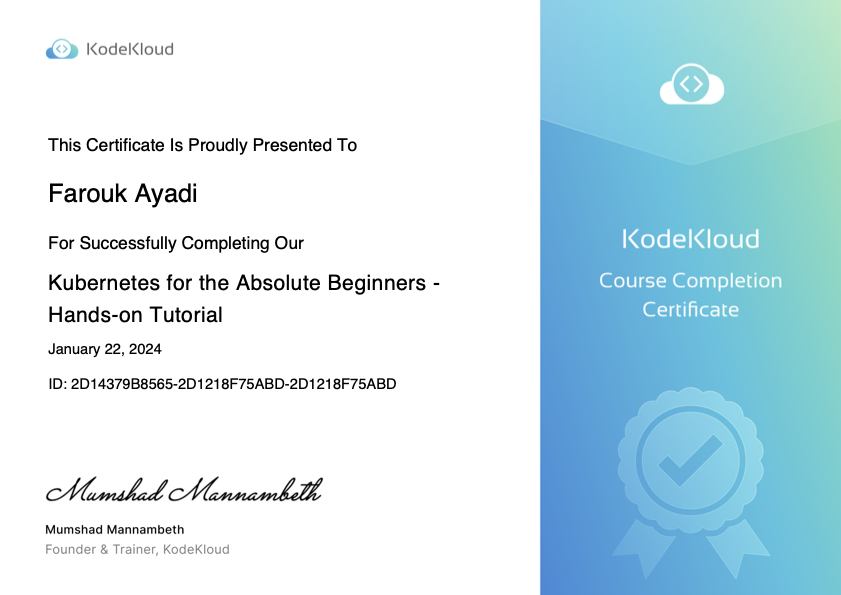 KodeKloud
This Certificate Is Proudly Presented To
Farouk Ayadi
For Successfully Completing Our
Kubernetes for the Absolute Beginners -
Hands-on Tutorial
January 22, 2024
ID: 2D14379B8565-2D1218F75ABD-2D1218F75ABD
Mumshad Mannambeth
Mumshad Mannambeth
Founder & Trainer, KodeKloud
KodeKloud
Course Completion
Certificate